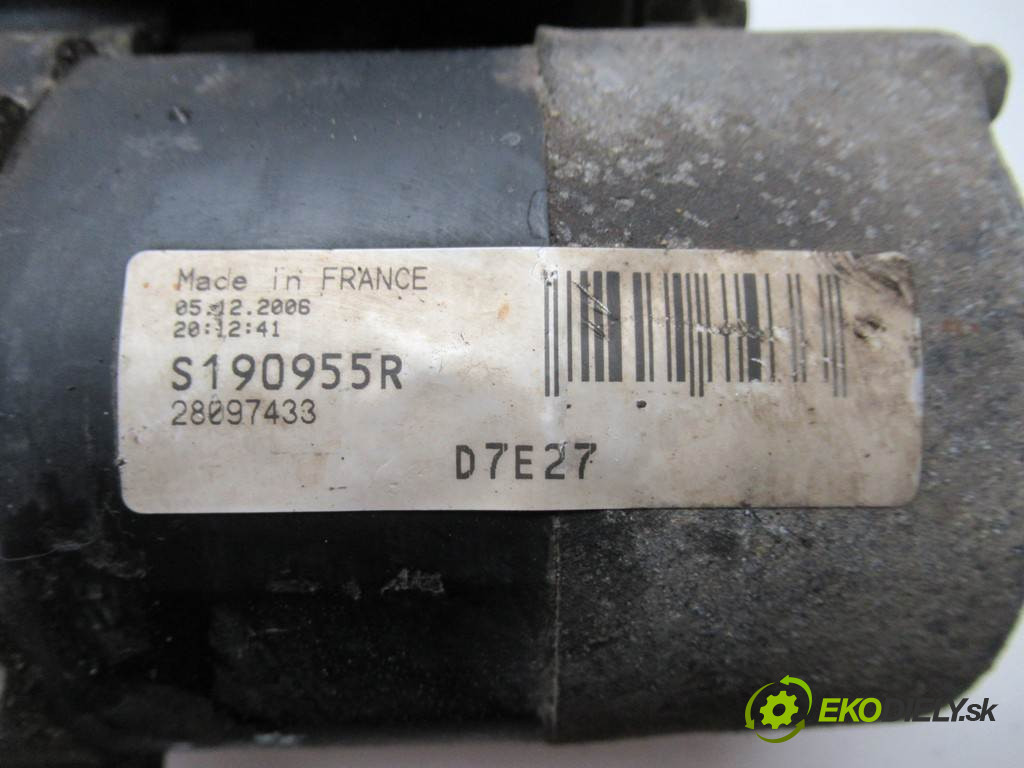 Made in FRANCE
05.12.2006
20:12:41
S190955R
28097433
D7E27
EKODIELY.sk